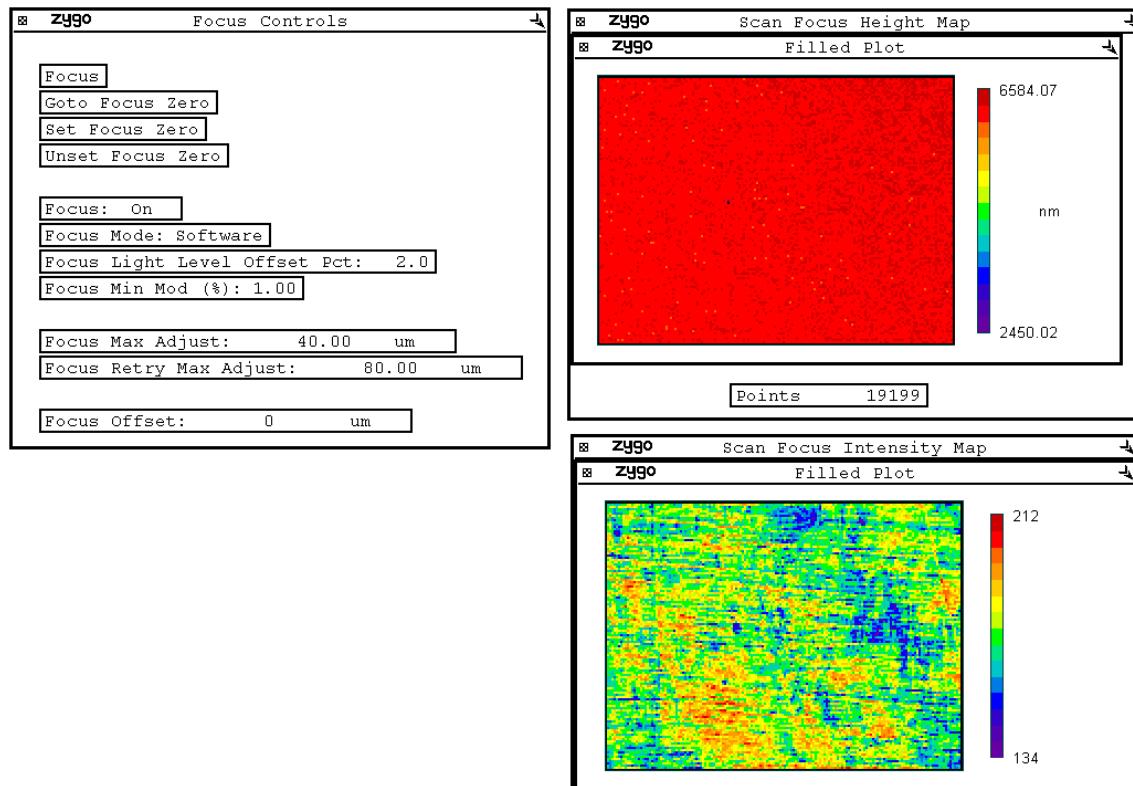 zygo Focus Controls
Focus
Goto Focus Zero
Set Focus Zero
Unset Focus Zero
Focus: On
Focus Mode: Software
Focus Light Level Offset Pct: 2.0
Focus Min Mod (%): 1.00
Focus Max Adjust: 40.00 um
Focus Retry Max Adjust: 80.00 um
Focus Offset: 0 um
zygo Scan Focus Height Map
zygo Filled Plot
6584.07
nm
2450.02
Points 19199
zygo Scan Focus Intensity Map
zygo Filled Plot
212
134